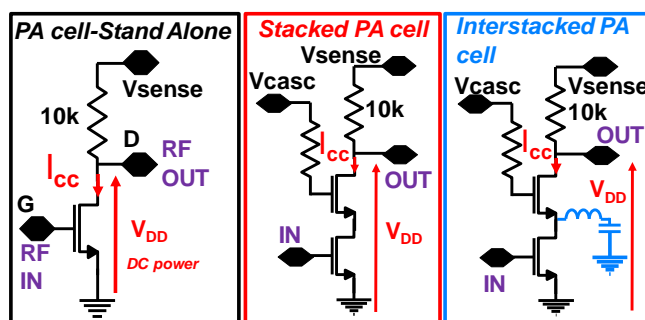 PA cell-Stand Alone
Vsense
10k
D
RF
OUT
Icc
G
RF
IN
VDD
DC power
Stacked PA cell
Vsense
Vcasc
10k
Icc
OUT
IN
VDD
Interstacked PA
cell
Vcasc
Vsense
10k
OUT
Icc
VDD
IN